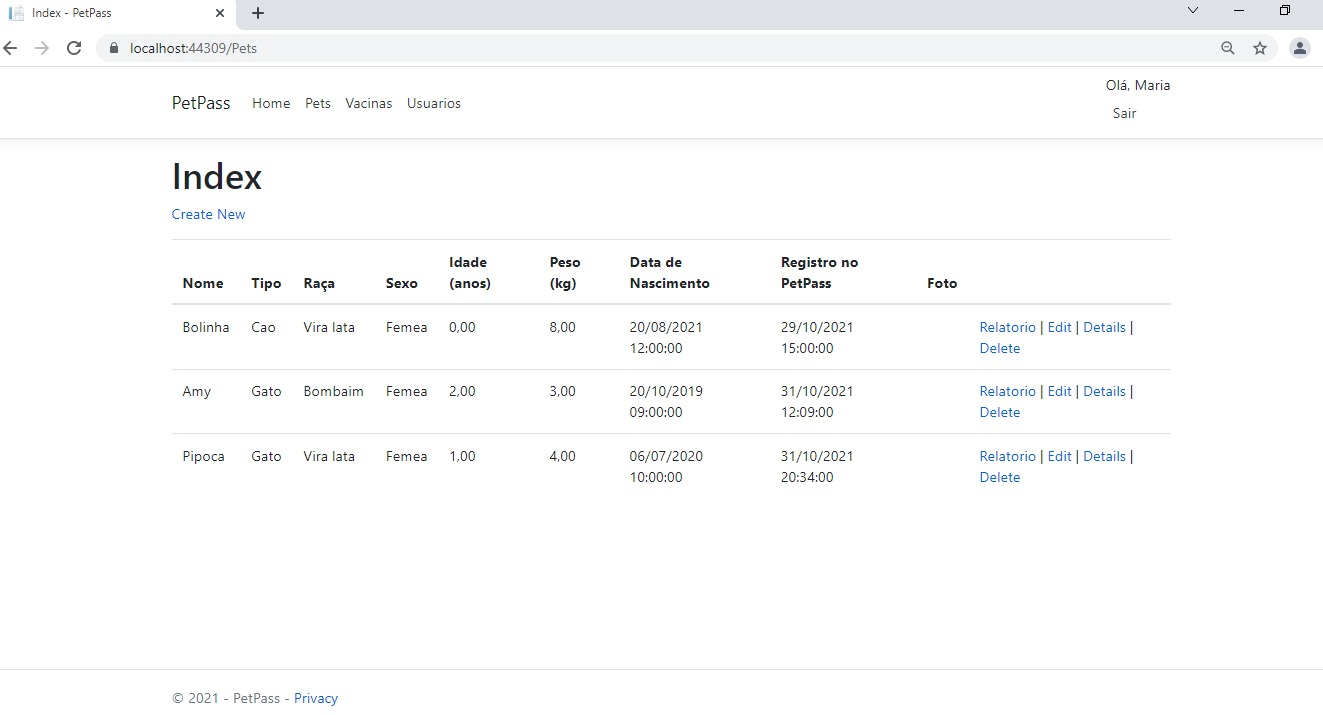 Index - PetPass
localhost:44309/Pets
PetPass Home Pets Vacinas Usuarios
Olá, Maria
Sair
Index
Create New
Nome Tipo Raça Sexo Idade (anos) Peso (kg) Data de Nascimento Registro no PetPass Foto
Bolinha Cao Vira lata Femea 0,00 8,00 20/08/2021 12:00:00 29/10/2021 15:00:00 Relatorio | Edit | Details | Delete
Amy Gato Bombaim Femea 2,00 3,00 20/10/2019 09:00:00 31/10/2021 12:09:00 Relatorio | Edit | Details | Delete
Pipoca Gato Vira lata Femea 1,00 4,00 06/07/2020 10:00:00 31/10/2021 20:34:00 Relatorio | Edit | Details | Delete
© 2021 - PetPass - Privacy